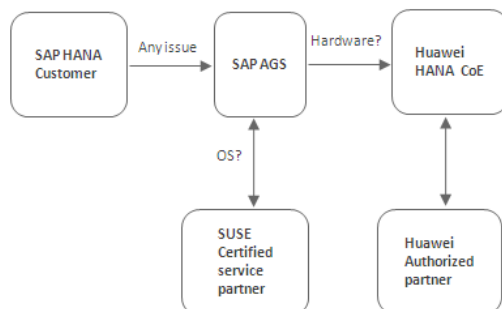 SAP HANA
Customer
Any issue
SAP AGS
Hardware?
Huawei
HANA CoE
OS?
SUSE
Certified
service
partner
Huawei
Authorized
partner